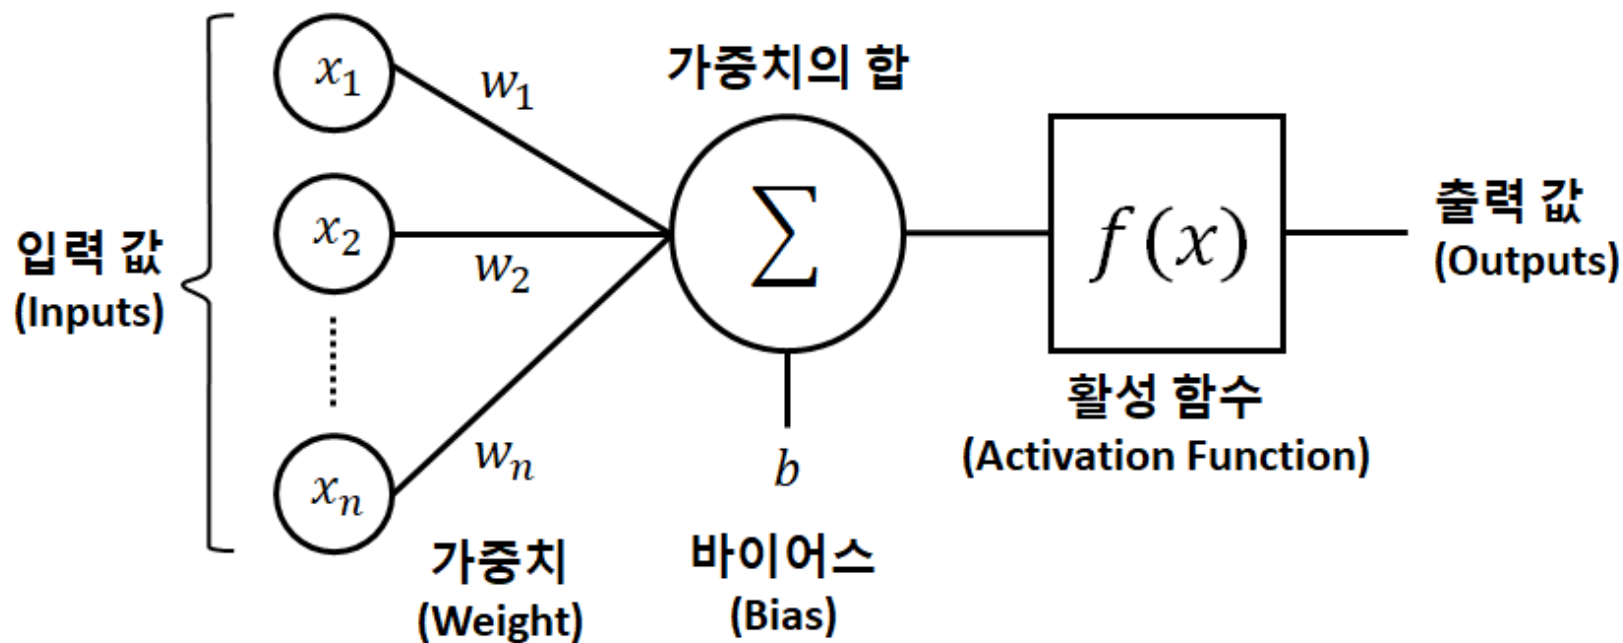 입력 값
(Inputs)
x₁
x₂
xₙ
w₁
w₂
wₙ
가중치
(Weight)
가중치의 합
∑
b
바이어스
(Bias)
f(x)
활성 함수
(Activation Function)
출력 값
(Outputs)